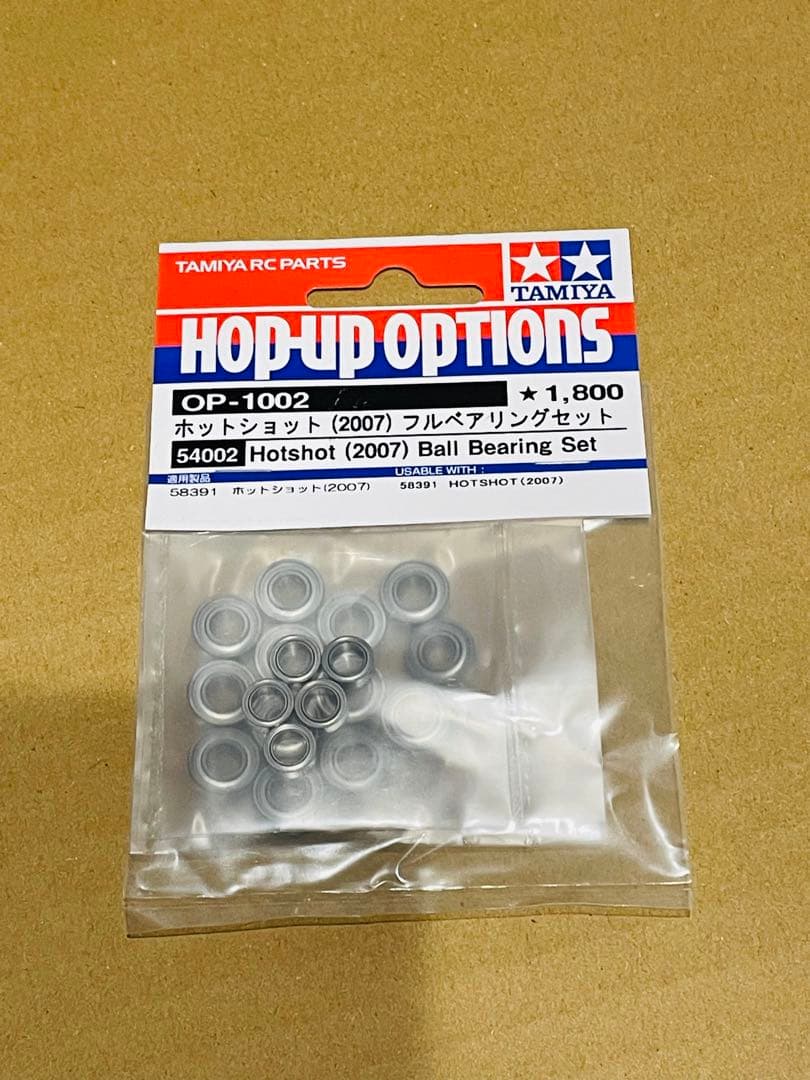 TAMIYA RC PARTS
TAMIYA
HOP-UP OPTIONS
OP-1002 ★1,800
ホットショット(2007)フルベアリングセット
54002 Hotshot (2007) Ball Bearing Set
適用製品 USABLE WITH :
58391 ホットショット(2007) 58391 HOTSHOT(2007)